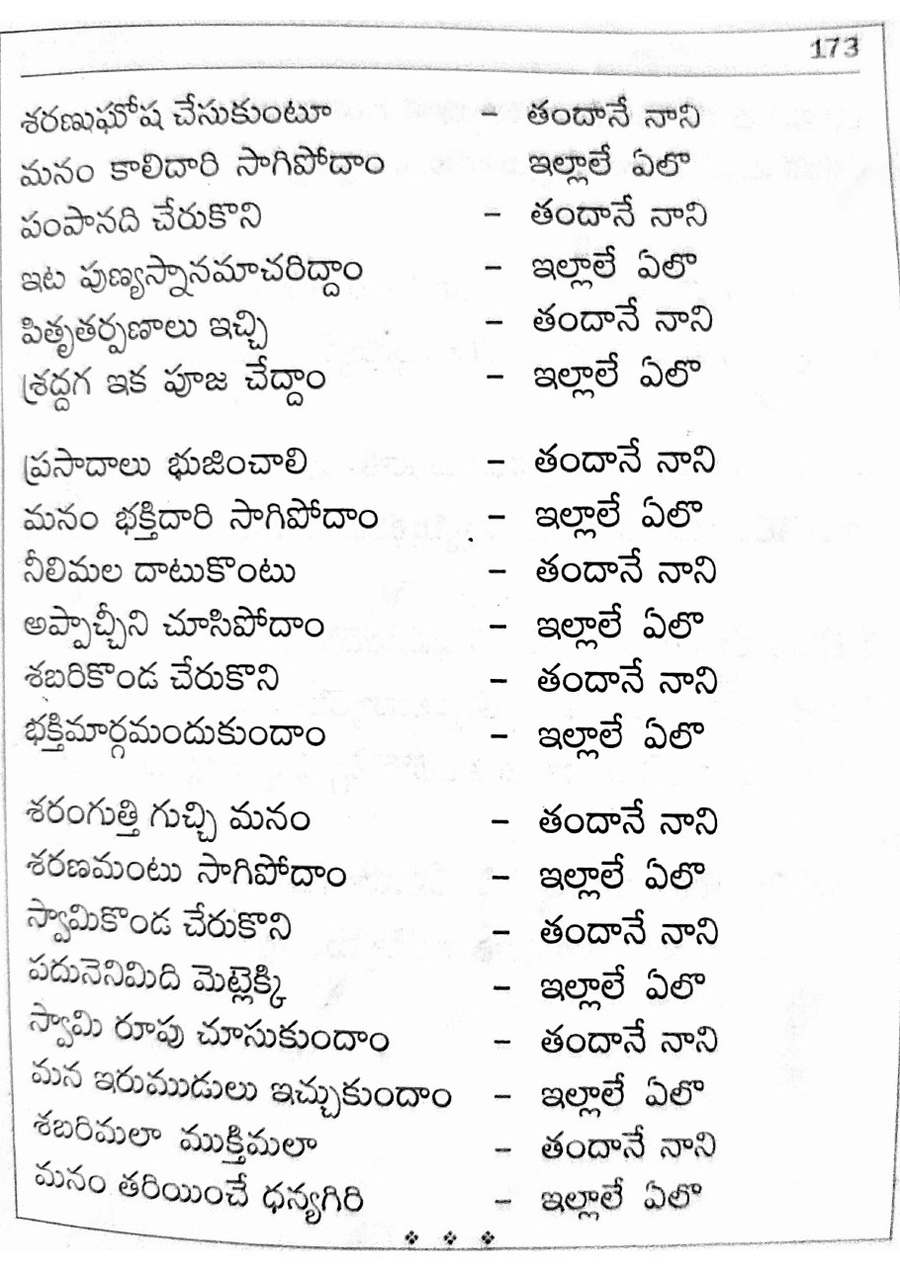 173
శరణుఘోష చేసుకుంటూ - తందానే నాని
మనం కాలిదారి సాగిపోదాం ఇల్లాలే ఏలొ
పంపానది చేరుకొని - తందానే నాని
ఇట పుణ్యస్నానమాచరిద్దాం - ఇల్లాలే ఏలొ
పితృతర్పణాలు ఇచ్చి - తందానే నాని
శ్రద్దగ ఇక పూజ చేద్దాం - ఇల్లాలే ఏలొ
ప్రసాదాలు భుజించాలి - తందానే నాని
మనం భక్తిదారి సాగిపోదాం - ఇల్లాలే ఏలొ
నీలిమల దాటుకొంటు - తందానే నాని
అప్పాచ్చీని చూసిపోదాం - ఇల్లాలే ఏలొ
శబరికొండ చేరుకొని - తందానే నాని
భక్తిమార్గమందుకుందాం - ఇల్లాలే ఏలొ
శరంగుత్తి గుచ్చి మనం - తందానే నాని
శరణమంటు సాగిపోదాం - ఇల్లాలే ఏలొ
స్వామికొండ చేరుకొని - తందానే నాని
పదునెనిమిది మెట్లెక్కి - ఇల్లాలే ఏలొ
స్వామి రూపు చూసుకుందాం - తందానే నాని
మన ఇరుముడులు ఇచ్చుకుందాం - ఇల్లాలే ఏలొ
శబరిమలా ముక్తిమలా - తందానే నాని
మనం తరియించే ధన్యగిరి - ఇల్లాలే ఏలొ